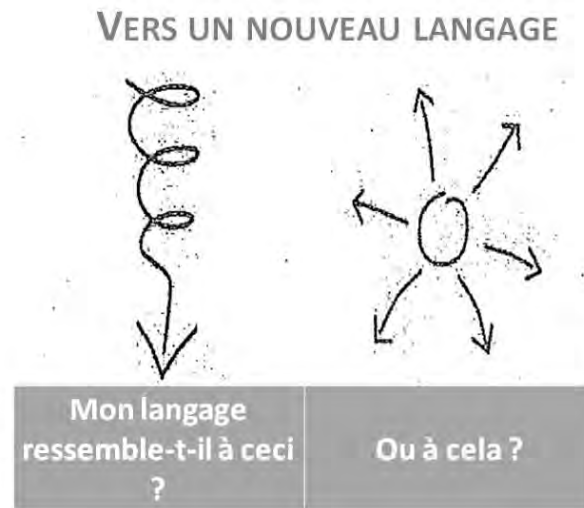 VERS UN NOUVEAU LANGAGE
Mon langage
ressemble-t-il à ceci
?
Ou à cela ?